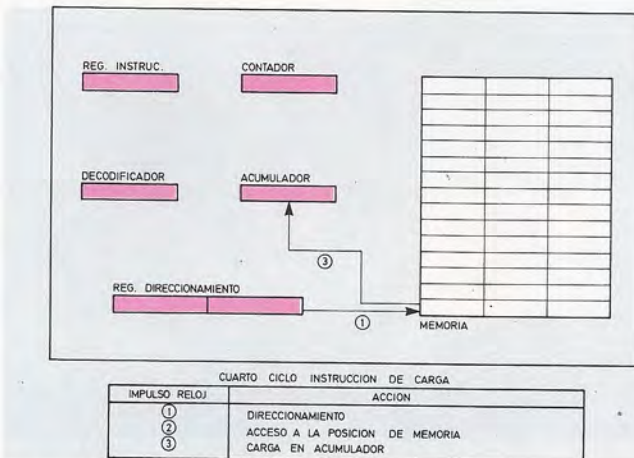 REG. INSTRUC.
CONTADOR
DECODIFICADOR
ACUMULADOR
③
REG. DIRECCIONAMIENTO
①
MEMORIA
CUARTO CICLO INSTRUCCION DE CARGA
IMPULSO RELOJ ACCION
① DIRECCIONAMIENTO
② ACCESO A LA POSICION DE MEMORIA
③ CARGA EN ACUMULADOR